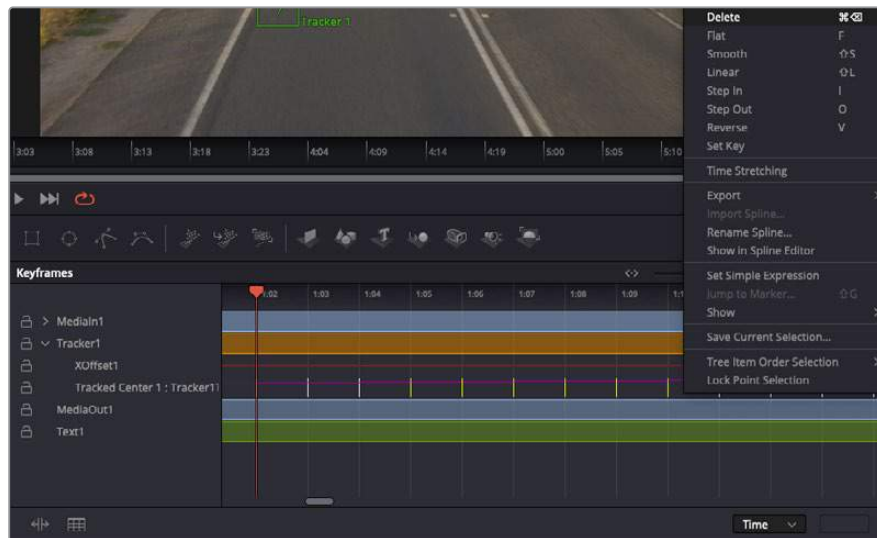 Tracker 1
Delete ⌘⌫
Flat F
Smooth ⇧S
Linear ⇧L
Step In I
Step Out O
Reverse V
Set Key
Time Stretching
Export
Import Spline...
Rename Spline...
Show in Spline Editor
Set Simple Expression
Jump to Marker... ⇧G
Show
Save Current Selection...
Tree Item Order Selection
Lock Point Selection
3:03 3:08 3:13 3:18 3:23 4:04 4:09 4:14 4:19 5:00 5:05 5:10
Keyframes
1:02 1:03 1:04 1:05 1:06 1:07 1:08 1:09
MediaIn1
Tracker1
XOffset1
Tracked Center 1 : Tracker1
MediaOut1
Text1
Time